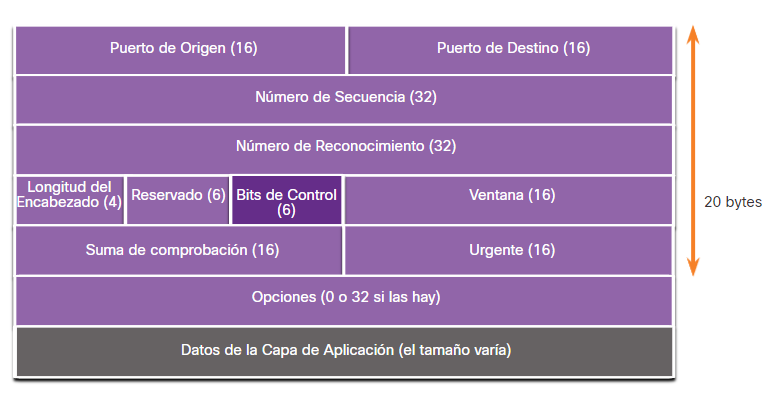 Puerto de Origen (16)
Puerto de Destino (16)
Número de Secuencia (32)
Número de Reconocimiento (32)
Longitud del
Encabezado (4)
Reservado (6)
Bits de Control
(6)
Ventana (16)
20 bytes
Suma de comprobación (16)
Urgente (16)
Opciones (0 o 32 si las hay)
Datos de la Capa de Aplicación (el tamaño varía)